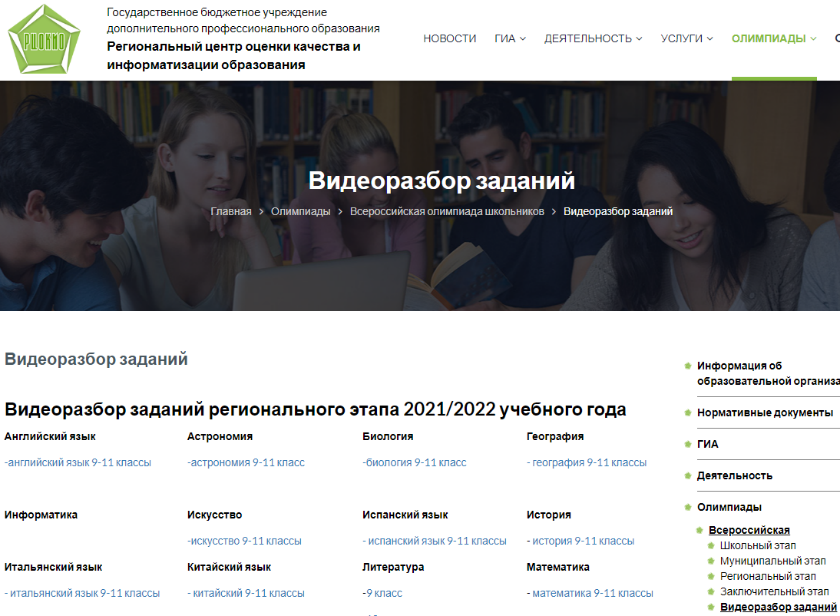 РЦОКИО
Государственное бюджетное учреждение
дополнительного профессионального образования
Региональный центр оценки качества и
информатизации образования
НОВОСТИ ГИА ДЕЯТЕЛЬНОСТЬ УСЛУГИ ОЛИМПИАДЫ
Видеоразбор заданий
Главная > Олимпиады > Всероссийская олимпиада школьников > Видеоразбор заданий
Видеоразбор заданий
Видеоразбор заданий регионального этапа 2021/2022 учебного года
Английский язык Астрономия Биология География
-английский язык 9-11 классы -астрономия 9-11 класс -биология 9-11 класс - география 9-11 классы
Информатика Искусство Испанский язык История
-искусство 9-11 классы - испанский язык 9-11 классы - история 9-11 классы
Итальянский язык Китайский язык Литература Математика
- итальянский язык 9-11 классы - китайский язык 9-11 классы -9 класс - математика 9-11 классы
Информация об
образовательной организа
Нормативные документы
ГИА
Деятельность
Олимпиады
Всероссийская
Школьный этап
Муниципальный этап
Региональный этап
Заключительный этап
Видеоразбор заданий